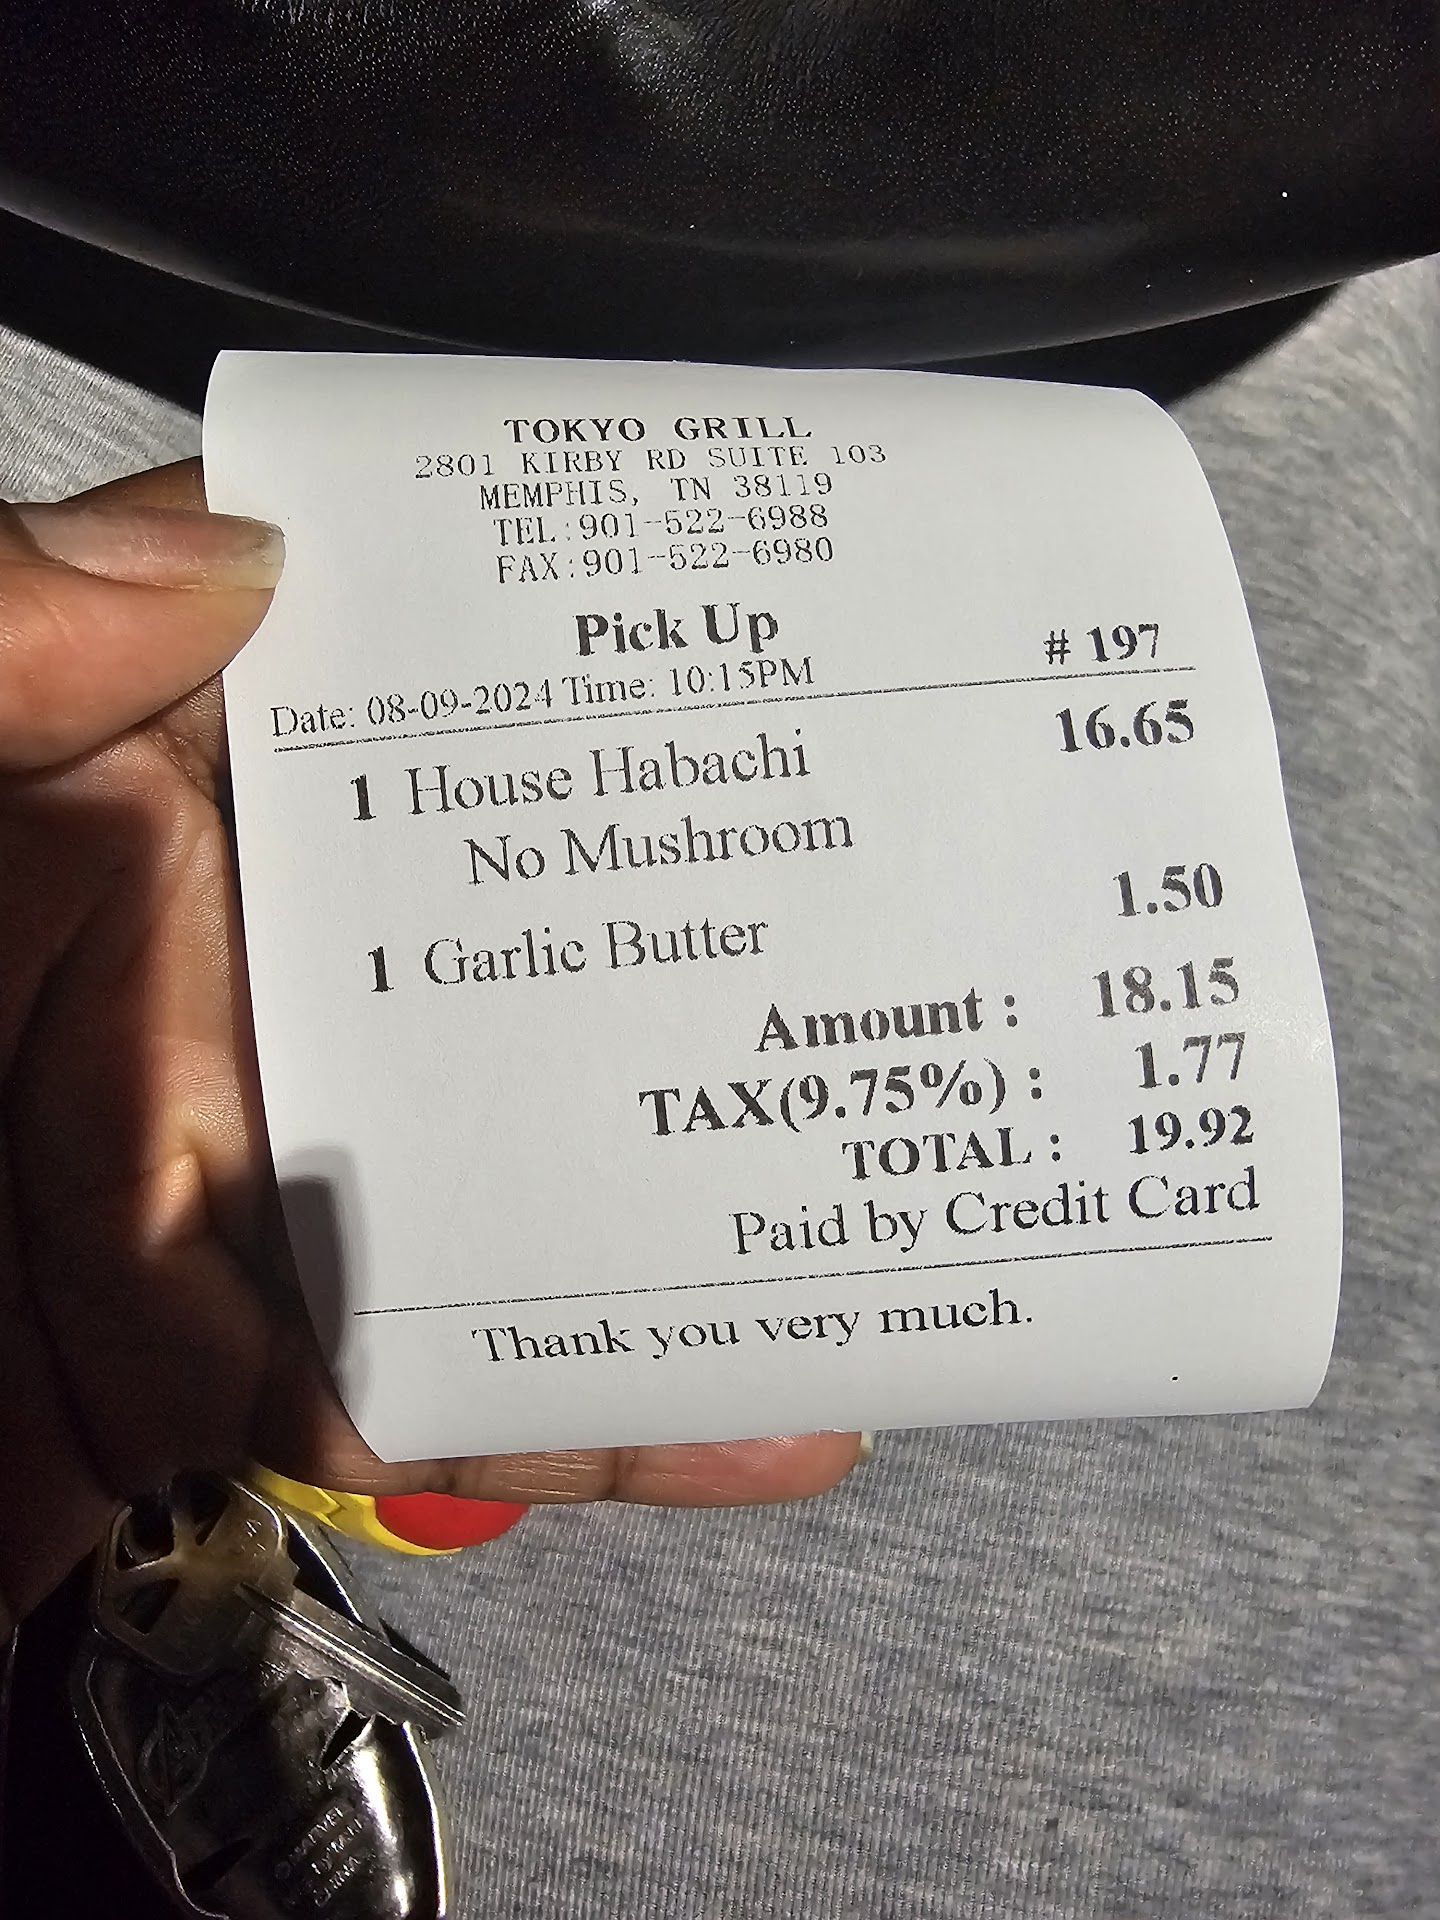 TOKYO GRILL
2801 KIRBY RD SUITE 103
MEMPHIS, TN 38119
TEL:901-522-6988
FAX:901-522-6980
Pick Up
# 197
Date: 08-09-2024 Time: 10:15PM
1 House Habachi 16.65
No Mushroom
1 Garlic Butter 1.50
Amount : 18.15
TAX(9.75%) : 1.77
TOTAL : 19.92
Paid by Credit Card
Thank you very much.
©MARVEL
CHINA